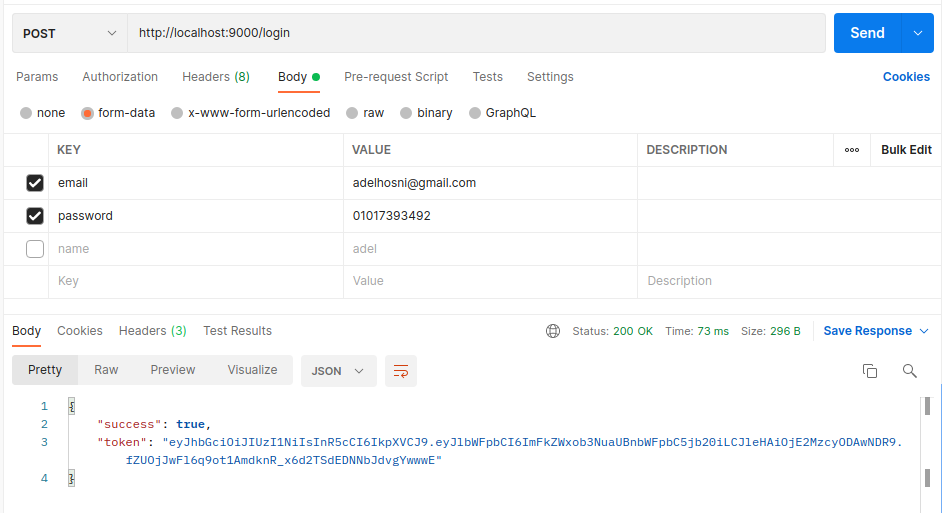 POST http://localhost:9000/login Send
Params Authorization Headers (8) Body Pre-request Script Tests Settings Cookies
none form-data x-www-form-urlencoded raw binary GraphQL
KEY VALUE DESCRIPTION ooo Bulk Edit
email adelhosni@gmail.com
password 01017393492
name adel
Key Value Description
Body Cookies Headers (3) Test Results Status: 200 OK Time: 73 ms Size: 296 B Save Response
Pretty Raw Preview Visualize JSON
1 {
2 "success": true,
3 "token": "eyJhbGciOiJIUzI1NiIsInR5cCI6IkpXVCJ9.eyJlbWFpbCI6ImFkZWxob3NuaUBnbWFpbC5jb20iLCJleHAiOjE2MzcyODAwNDR9.
fZUOjJwFl6q9ot1AmdknR_x6d2TSdEDNNbJdvgYwwwE"
4 }